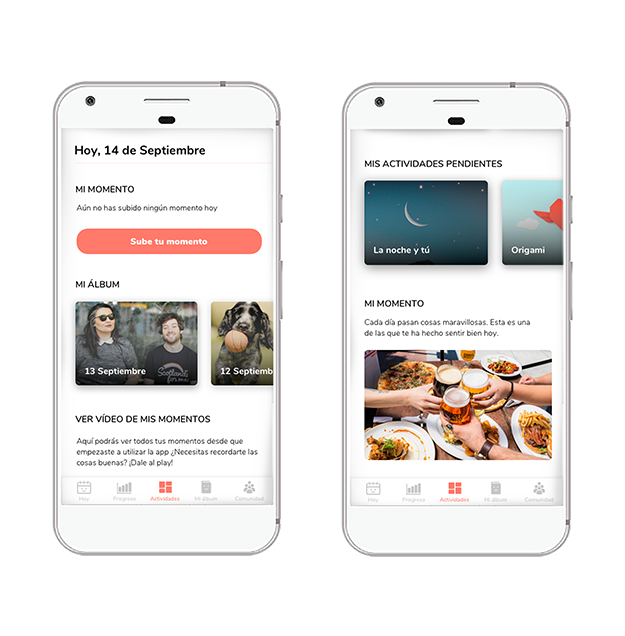 Hoy, 14 de Septiembre
MI MOMENTO
Aún no has subido ningún momento hoy
Sube tu momento
MI ÁLBUM
13 Septiembre
12 Septiemb
VER VÍDEO DE MIS MOMENTOS
Aquí podrás ver todos tus momentos desde que
empezaste a utilizar la app ¿Necesitas recordarte las
cosas buenas? ¡Dale al play!
Hoy
Progreso
Actividades
Mi álbum
Comunidad
MIS ACTIVIDADES PENDIENTES
La noche y tú
Origami
MI MOMENTO
Cada día pasan cosas maravillosas. Esta es una
de las que te ha hecho sentir bien hoy.
Hoy
Progreso
Actividades
Mi álbum
Comunidad